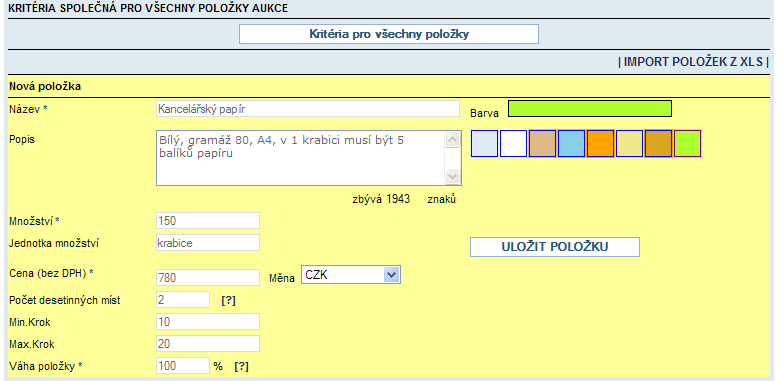 KRITÉRIA SPOLEČNÁ PRO VŠECHNY POLOŽKY AUKCE
Kritéria pro všechny položky
| IMPORT POLOŽEK Z XLS |
Nová položka
Název * Kancelářský papír Barva
Popis Bílý, gramáž 80, A4, v 1 krabici musí být 5
balíků papíru
zbývá 1943 znaků
Množství * 150
Jednotka množství krabice ULOŽIT POLOŽKU
Cena (bez DPH) * 780 Měna CZK
Počet desetinných míst 2 [?]
Min.Krok 10
Max.Krok 20
Váha položky * 100 % [?]